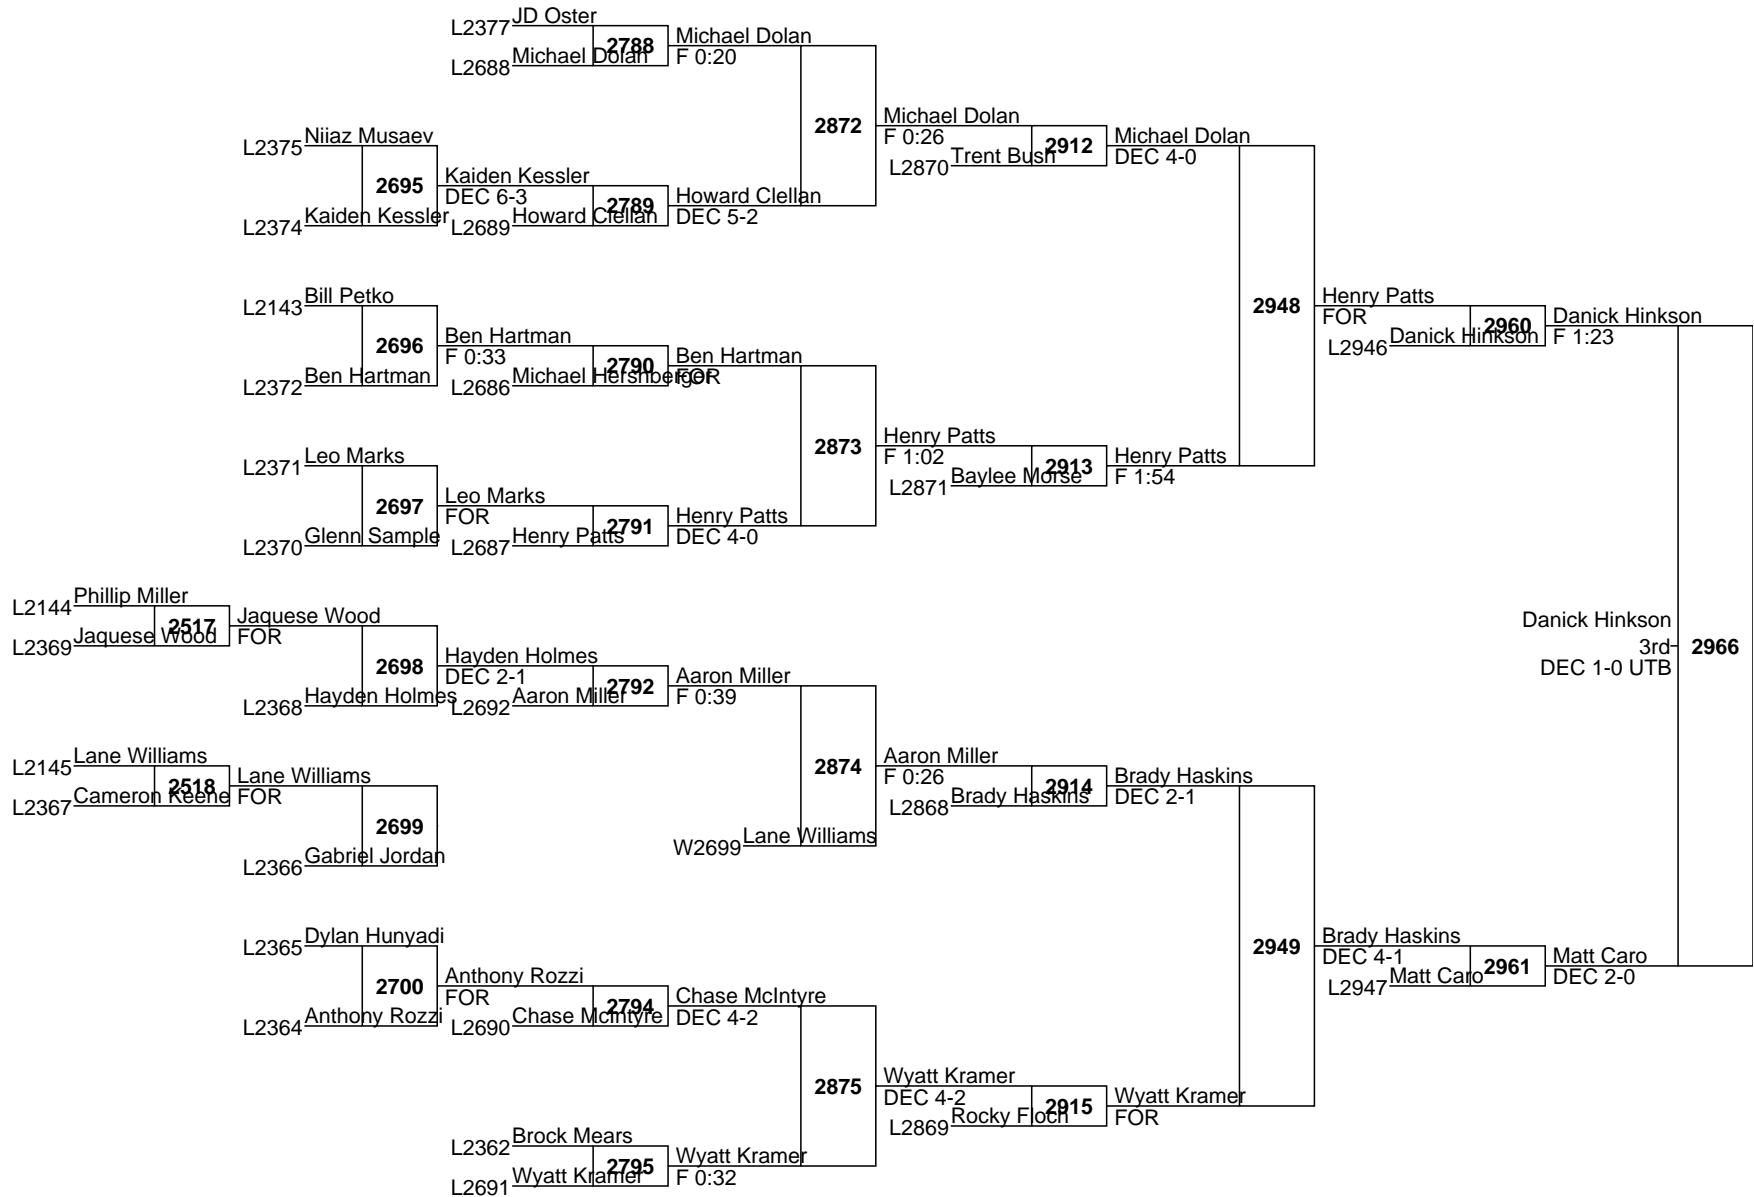 JD Oster
L2377
2788
Michael Dolan
L2688
Michael Dolan
F 0:20
2872
Niiaz Musaev
L2375
2695
Kaiden Kessler
L2374
Kaiden Kessler
DEC 6-3
2789
Howard Clellan
L2689
Howard Clellan
DEC 5-2
Michael Dolan
F 0:26
2912
Trent Bush
L2870
Michael Dolan
DEC 4-0
2948
Bill Petko
L2143
2696
Ben Hartman
L2372
Ben Hartman
F 0:33
2790
Michael Hershberger
L2686
Ben Hartman
FOR
2873
Leo Marks
L2371
2697
Glenn Sample
L2370
Leo Marks
FOR
2791
Henry Patts
L2687
Henry Patts
DEC 4-0
Henry Patts
F 1:02
2913
Baylee Morse
L2871
Henry Patts
F 1:54
Henry Patts
FOR
2960
Danick Hinkson
L2946
Danick Hinkson
F 1:23
Phillip Miller
L2144
2517
Jaquese Wood
L2369
Jaquese Wood
FOR
2698
Hayden Holmes
L2368
Hayden Holmes
DEC 2-1
2792
Aaron Miller
L2692
Aaron Miller
F 0:39
2874
Lane Williams
L2145
2518
Cameron Keene
L2367
Lane Williams
FOR
2699
Gabriel Jordan
L2366
Lane Williams
W2699
Aaron Miller
F 0:26
2914
Brady Haskins
L2868
Brady Haskins
DEC 2-1
2949
Dylan Hunyadi
L2365
2700
Anthony Rozzi
L2364
Anthony Rozzi
FOR
2794
Chase McIntyre
L2690
Chase McIntyre
DEC 4-2
2875
Brock Mears
L2362
2795
Wyatt Kramer
L2691
Wyatt Kramer
F 0:32
Wyatt Kramer
DEC 4-2
2915
Rocky Floch
L2869
Wyatt Kramer
FOR
Brady Haskins
DEC 4-1
2961
Matt Caro
L2947
Matt Caro
DEC 2-0
Danick Hinkson
3rd
DEC 1-0 UTB
2966